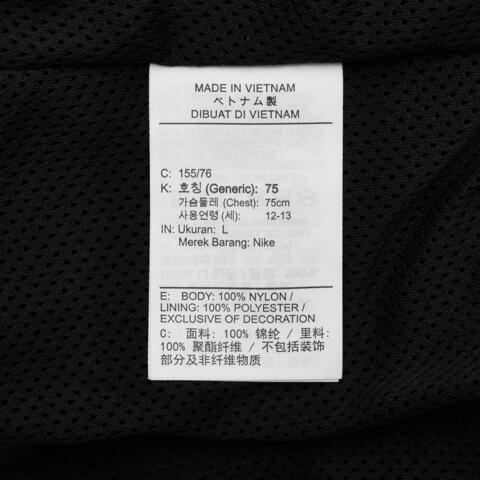 MADE IN VIETNAM
ベトナム製
DIBUAT DI VIETNAM
C: 155/76
K: 호칭 (Generic): 75
가슴둘레 (Chest): 75cm
사용연령 (세): 12-13
IN: Ukuran: L
Merek Barang: Nike
E: BODY: 100% NYLON /
LINING: 100% POLYESTER /
EXCLUSIVE OF DECORATION
C: 面料: 100% 锦纶 / 里料:
100% 聚酯纤维 / 不包括装饰
部分及非纤维物质